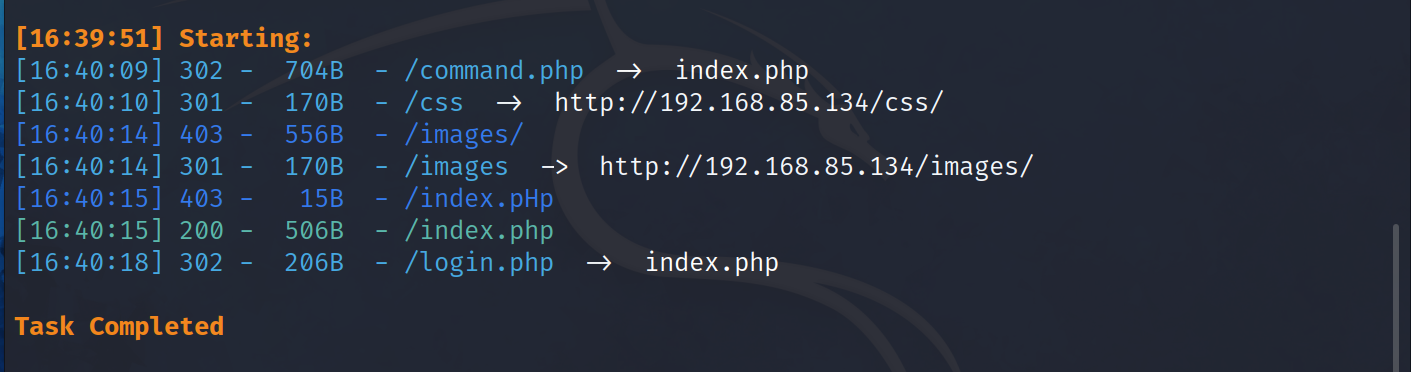 [16:39:51] Starting:
[16:40:09] 302 -  704B  - /command.php  ->  index.php
[16:40:10] 301 -  170B  - /css  ->  http://192.168.85.134/css/
[16:40:14] 403 -  556B  - /images/
[16:40:14] 301 -  170B  - /images  ->  http://192.168.85.134/images/
[16:40:15] 403 -   15B  - /index.pHp
[16:40:15] 200 -  506B  - /index.php
[16:40:18] 302 -  206B  - /login.php  ->  index.php
Task Completed